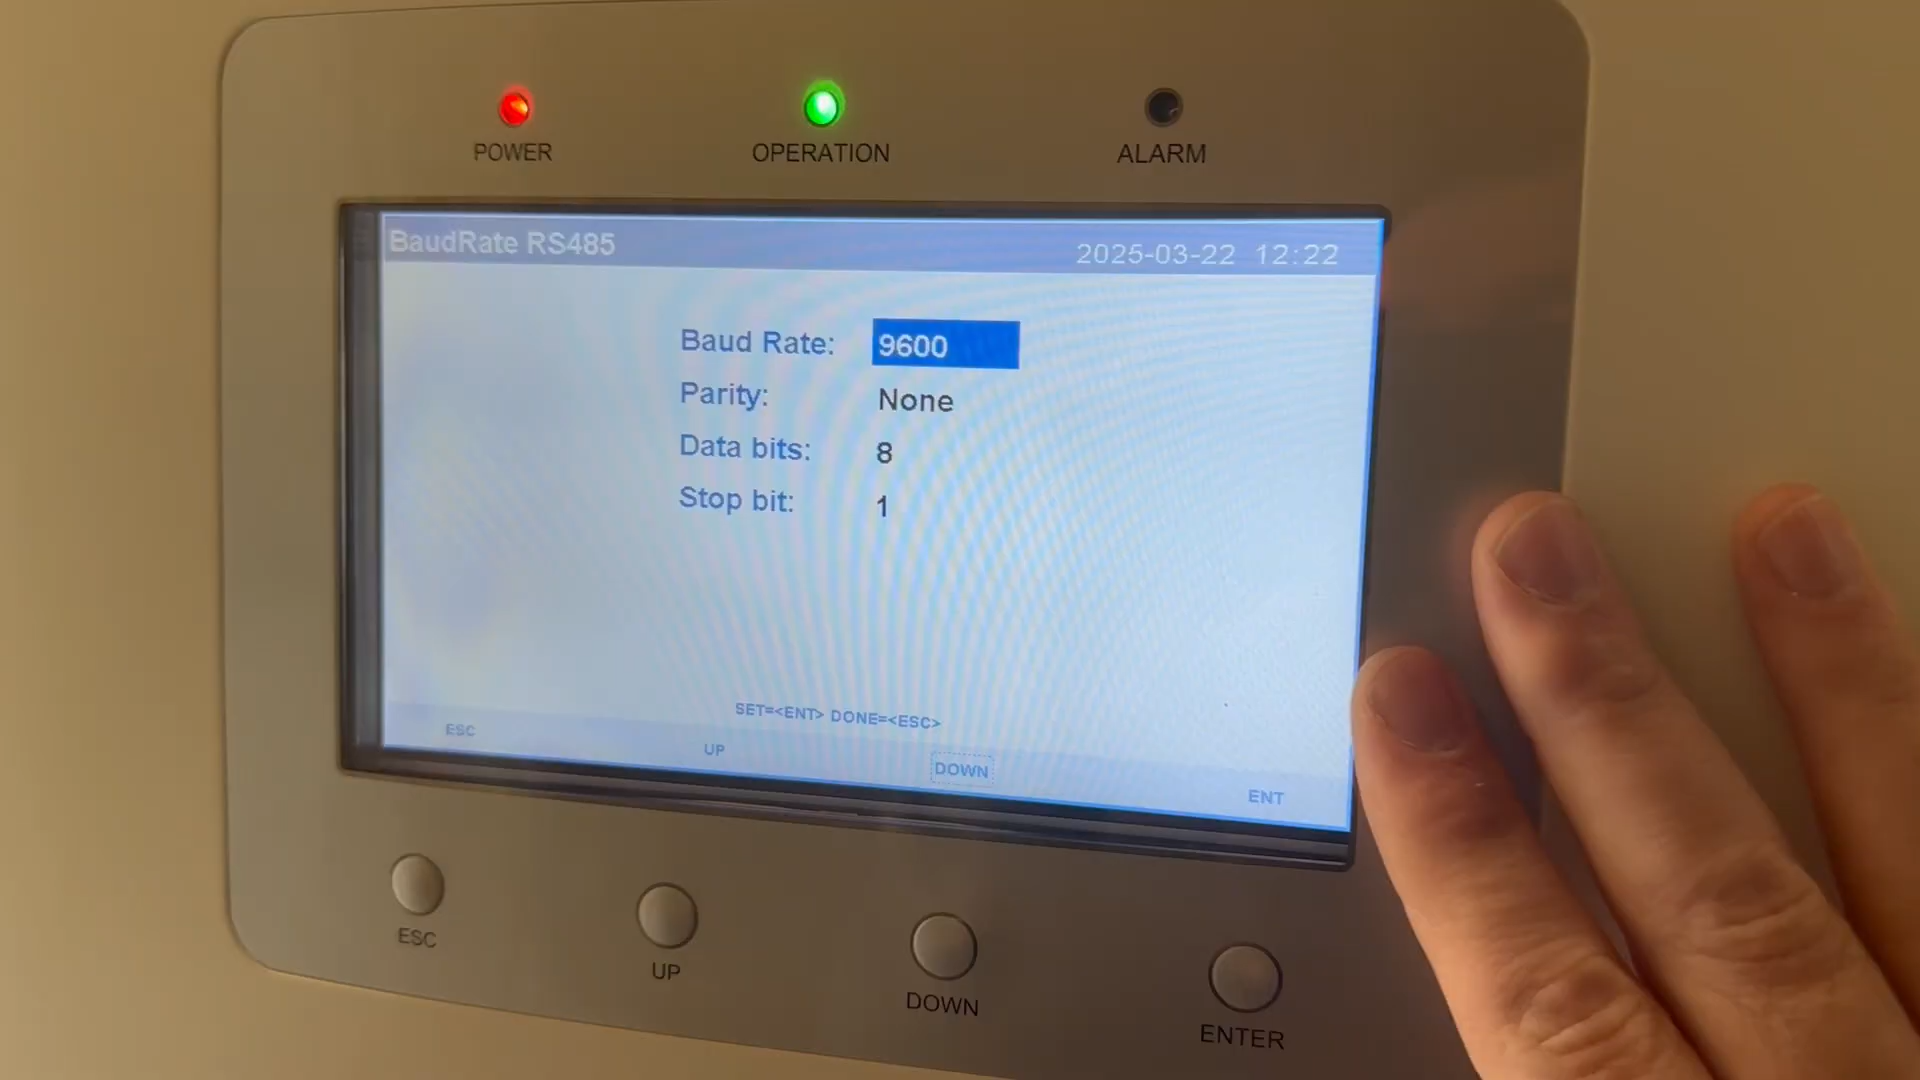 POWER
OPERATION
ALARM
BaudRate RS485
2025-03-22 12:22
Baud Rate: 9600
Parity: None
Data bits: 8
Stop bit: 1
SET=<ENT> DONE=<ESC>
ESC
UP
DOWN
ENT
ESC
UP
DOWN
ENTER